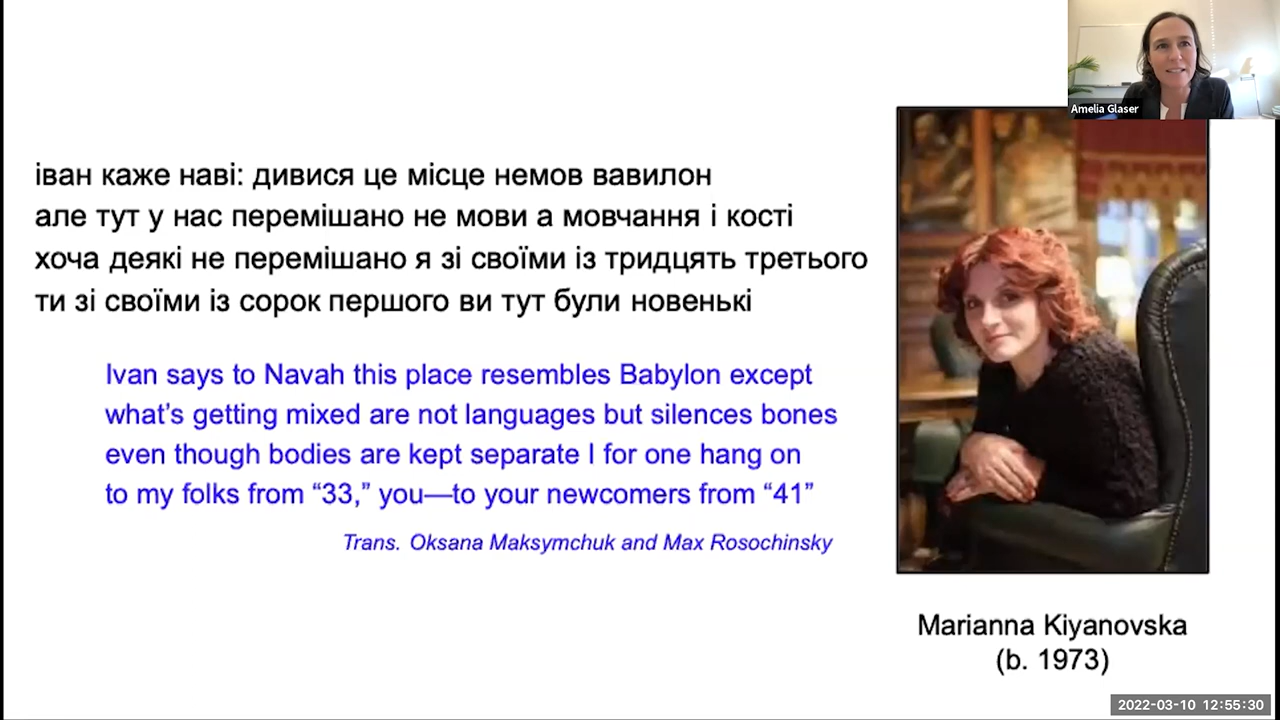 Amelia Glaser
іван каже наві: дивися це місце немов вавилон
але тут у нас перемішано не мови а мовчання і кості
хоча деякі не перемішано я зі своїми із тридцять третього
ти зі своїми із сорок першого ви тут були новенькі
Ivan says to Navah this place resembles Babylon except
what’s getting mixed are not languages but silences bones
even though bodies are kept separate I for one hang on
to my folks from “33,” you—to your newcomers from “41”
Trans. Oksana Maksymchuk and Max Rosochinsky
Marianna Kiyanovska
(b. 1973)
2022-03-10 12:55:30